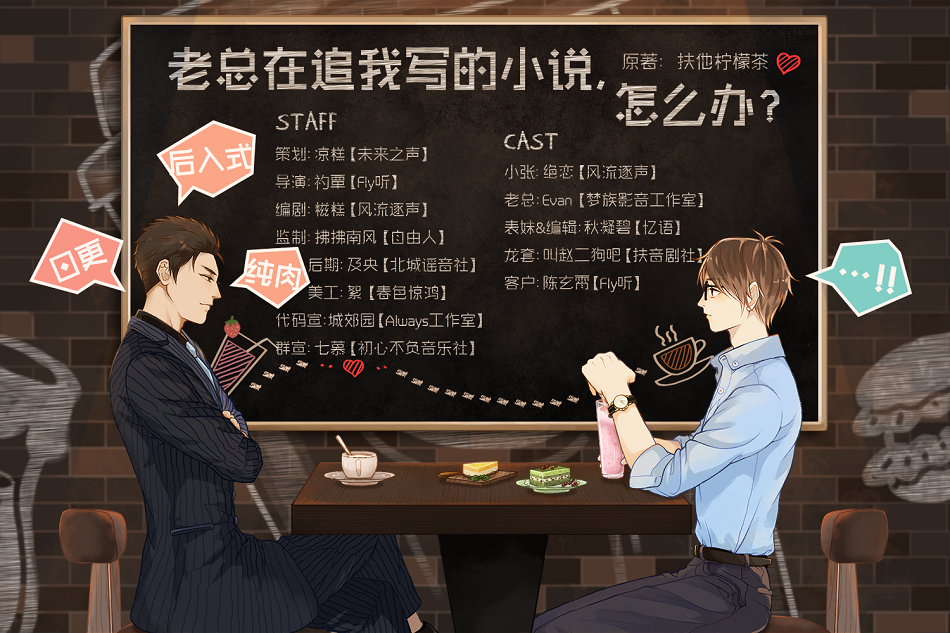 老总在追我写的小说,
怎么办?
原著: 扶他柠檬茶
STAFF
策划:凉糕【未来之声】
导演:礿覃【Fly听】
编剧:糍糕【风流逐声】
监制:拂拂南风【自由人】
后期:及央【北城谣音社】
美工:絮【春色惊鸿】
代码宣:城郊园【Always工作室】
群宣:七慕【初心不负音乐社】
CAST
小张:绝恋【风流逐声】
老总:Evan【梦族影音工作室】
表妹&编辑:秋凝碧【忆语】
龙套:叫赵二狗吧【扶音剧社】
客户:陈玄霈【Fly听】
后入式
日更
纯肉
…!!